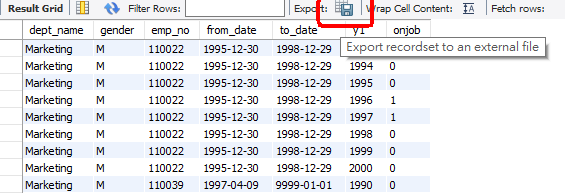 Result Grid Filter Rows: Export: Wrap Cell Content: Fetch rows:
dept_name gender emp_no from_date to_date y1 onjob
Marketing M 110022 1995-12-30 1998-12-29
Export recordset to an external file
Marketing M 110022 1995-12-30 1998-12-29 1994 0
Marketing M 110022 1995-12-30 1998-12-29 1995 0
Marketing M 110022 1995-12-30 1998-12-29 1996 1
Marketing M 110022 1995-12-30 1998-12-29 1997 1
Marketing M 110022 1995-12-30 1998-12-29 1998 0
Marketing M 110022 1995-12-30 1998-12-29 1999 0
Marketing M 110022 1995-12-30 1998-12-29 2000 0
Marketing M 110039 1997-04-09 9999-01-01 1990 0